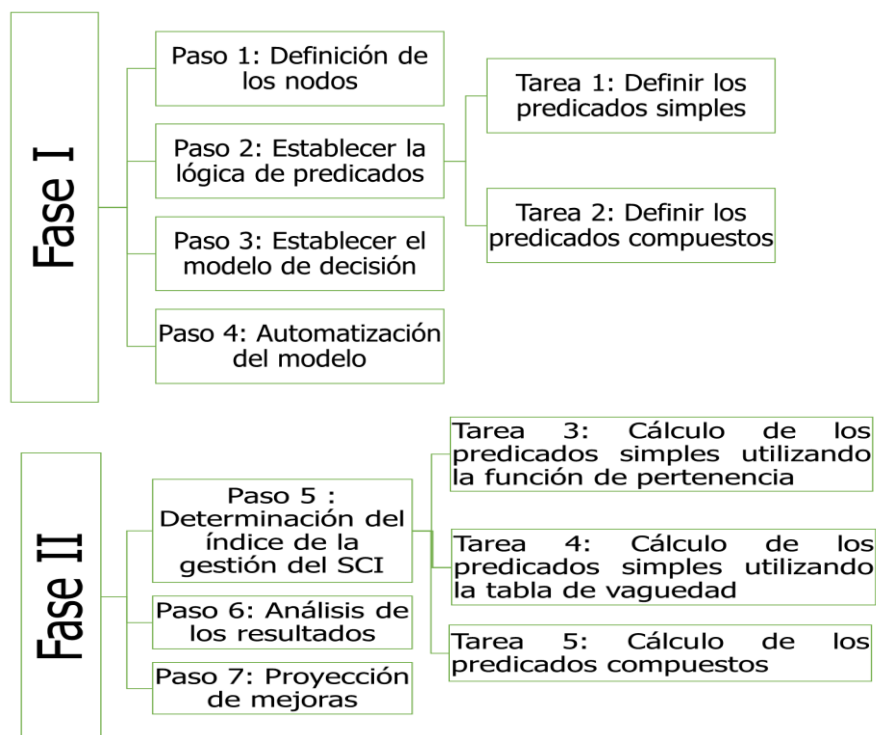 Fase I
Paso 1: Definición de
los nodos
Paso 2: Establecer la
lógica de predicados
Tarea 1: Definir los
predicados simples
Tarea 2: Definir los
predicados compuestos
Paso 3: Establecer el
modelo de decisión
Paso 4: Automatización
del modelo
Fase II
Paso 5 :
Determinación del
índice de la
gestión del SCI
Tarea 3: Cálculo de los
predicados simples utilizando
la función de pertenencia
Tarea 4: Cálculo de los
predicados simples utilizando
la tabla de vaguedad
Tarea 5: Cálculo de los
predicados compuestos
Paso 6: Análisis de
los resultados
Paso 7: Proyección
de mejoras